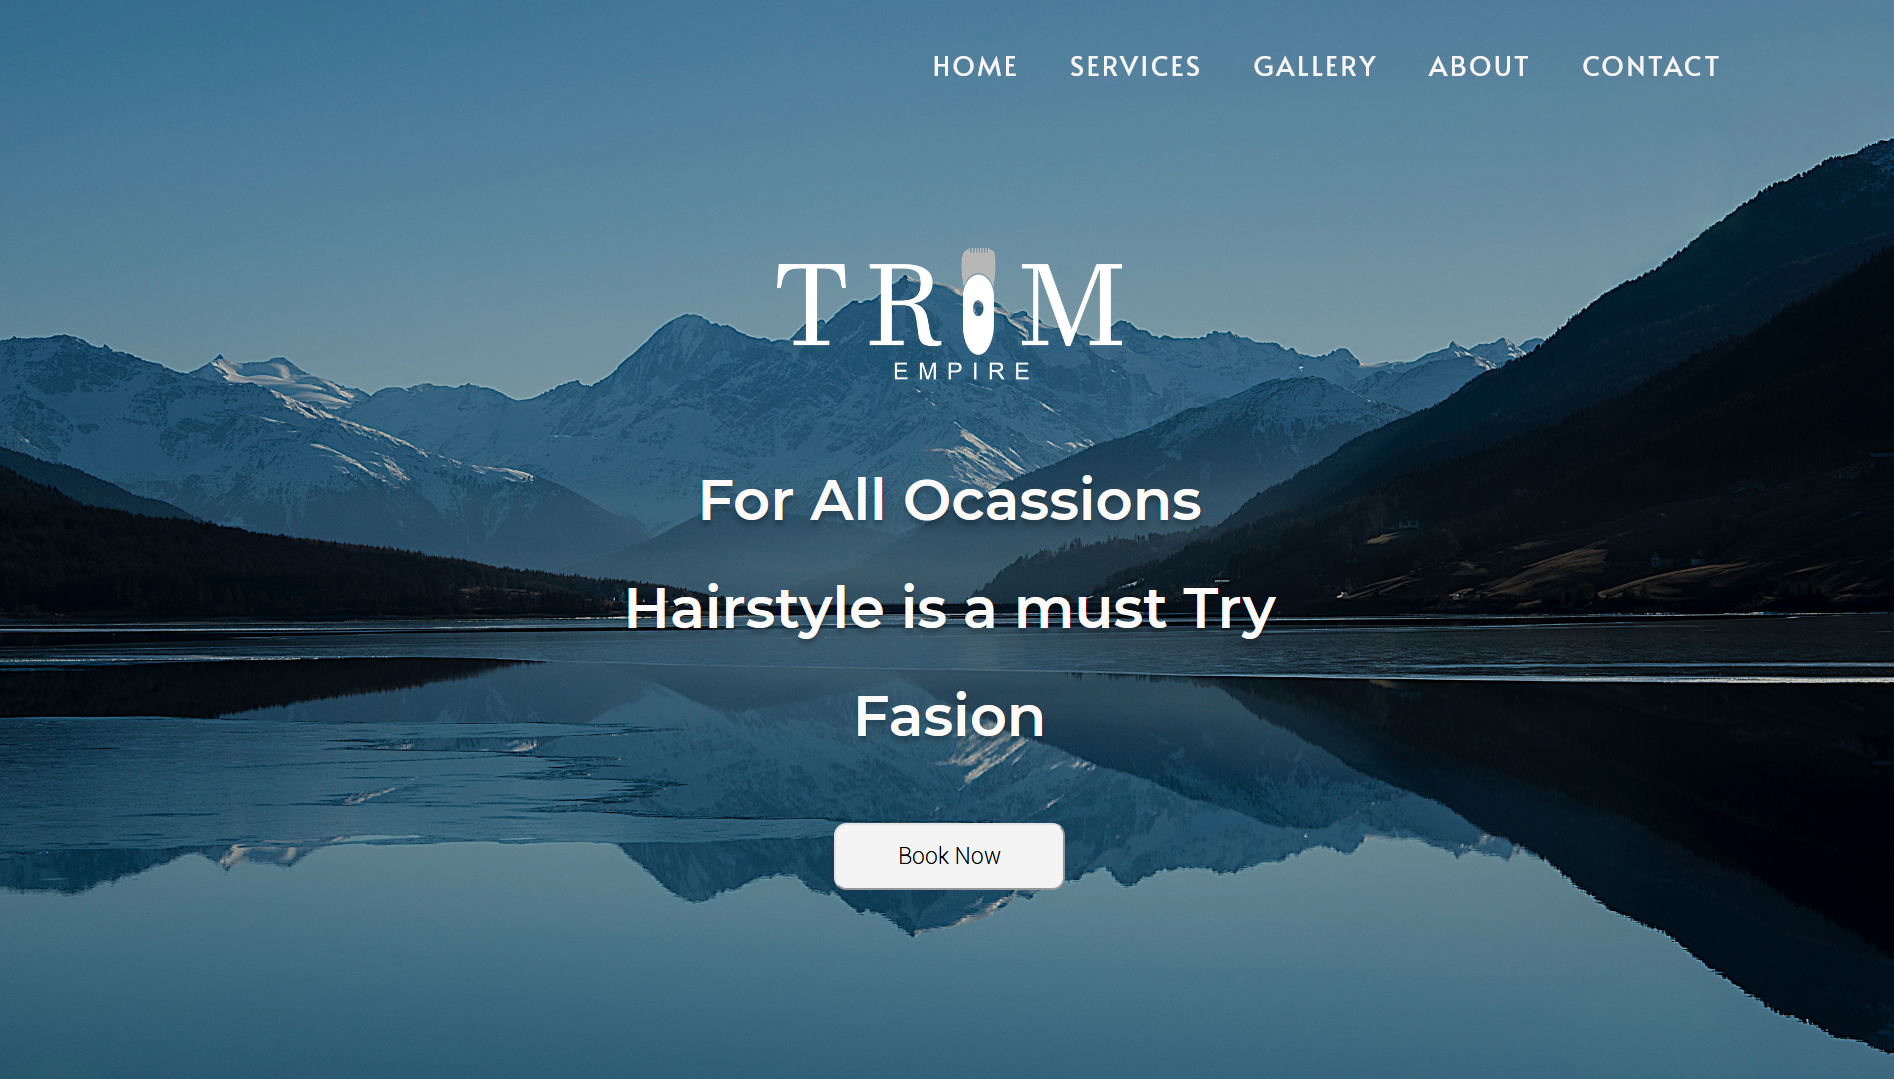 HOME SERVICES GALLERY ABOUT CONTACT
TRIM
EMPIRE
For All Ocassions
Hairstyle is a must Try
Fasion
Book Now